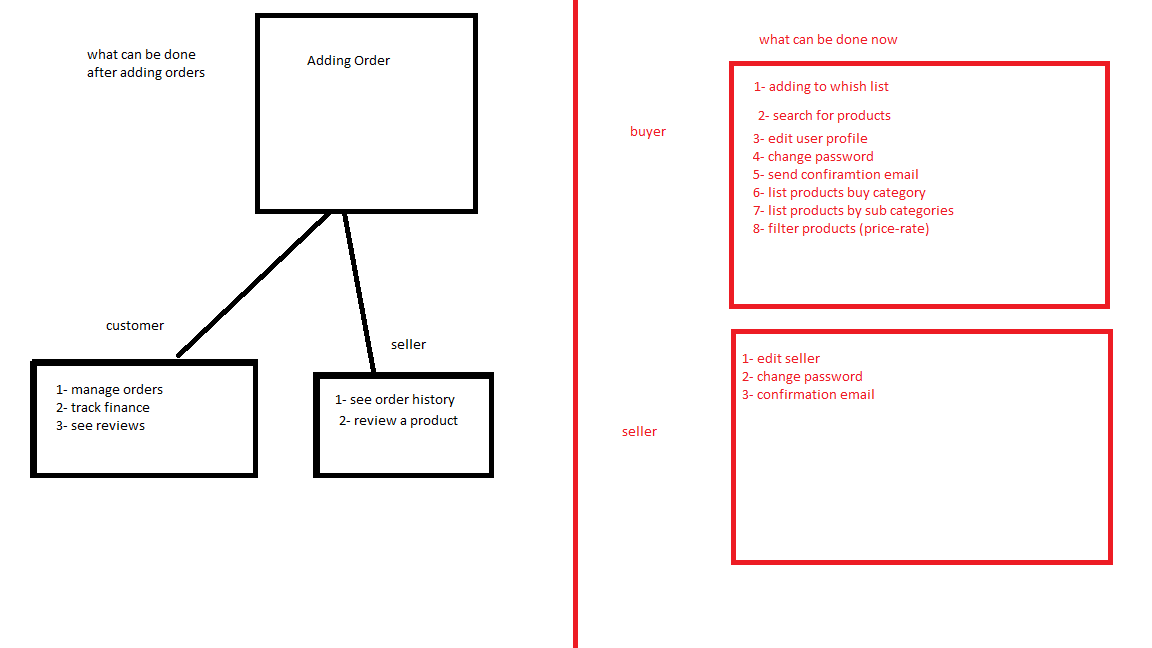 what can be done
after adding orders
Adding Order
customer
1- manage orders
2- track finance
3- see reviews
seller
1- see order history
2- review a product
what can be done now
buyer
1- adding to whish list
2- search for products
3- edit user profile
4- change password
5- send confiramtion email
6- list products buy category
7- list products by sub categories
8- filter products (price-rate)
seller
1- edit seller
2- change password
3- confirmation email